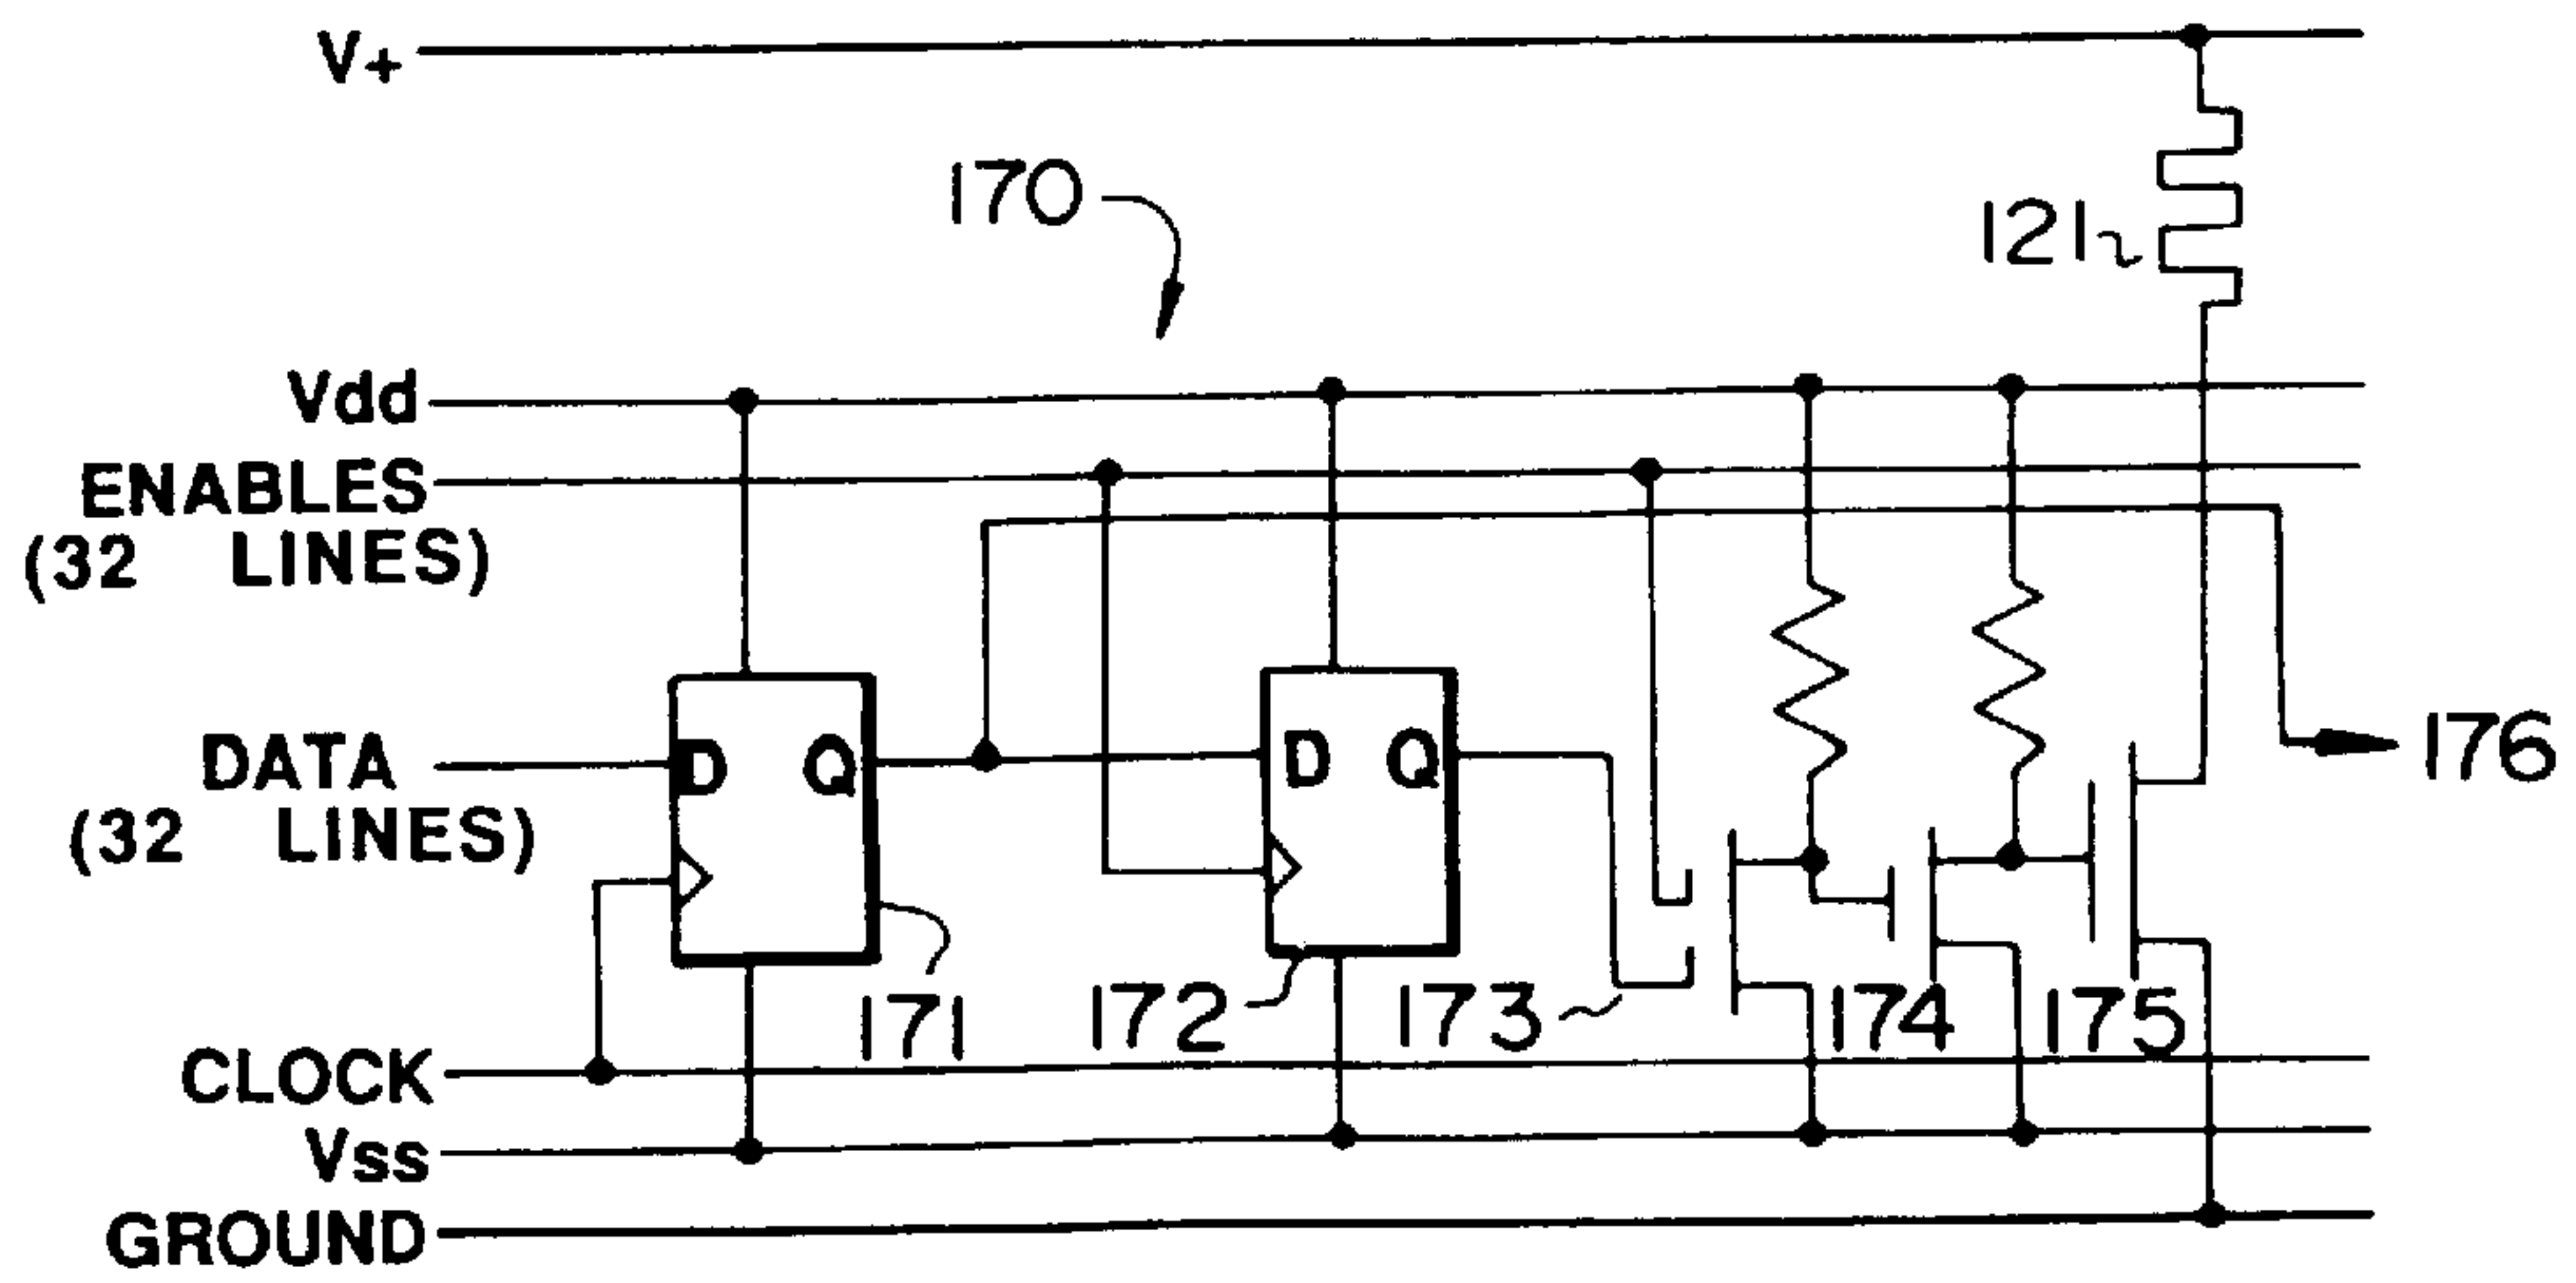 V+
170
121
Vdd
ENABLES
(32 LINES)
DATA
(32 LINES)
D Q
D Q
176
171
172
173
174
175
CLOCK
Vss
GROUND